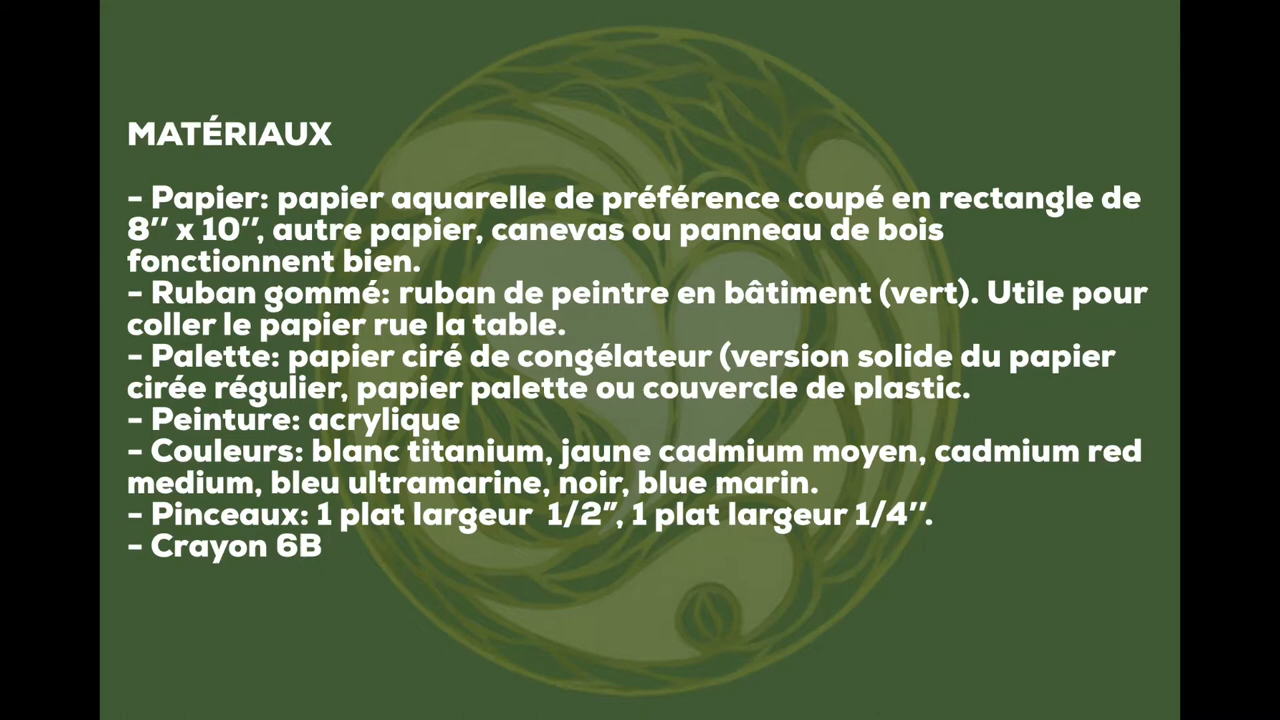 MATÉRIAUX
- Papier: papier aquarelle de préférence coupé en rectangle de
8’’ x 10’’, autre papier, canevas ou panneau de bois
fonctionnent bien.
- Ruban gommé: ruban de peintre en bâtiment (vert). Utile pour
coller le papier rue la table.
- Palette: papier ciré de congélateur (version solide du papier
cirée régulier, papier palette ou couvercle de plastic.
- Peinture: acrylique
- Couleurs: blanc titanium, jaune cadmium moyen, cadmium red
medium, bleu ultramarine, noir, blue marin.
- Pinceaux: 1 plat largeur  1/2”, 1 plat largeur 1/4’’.
- Crayon 6B